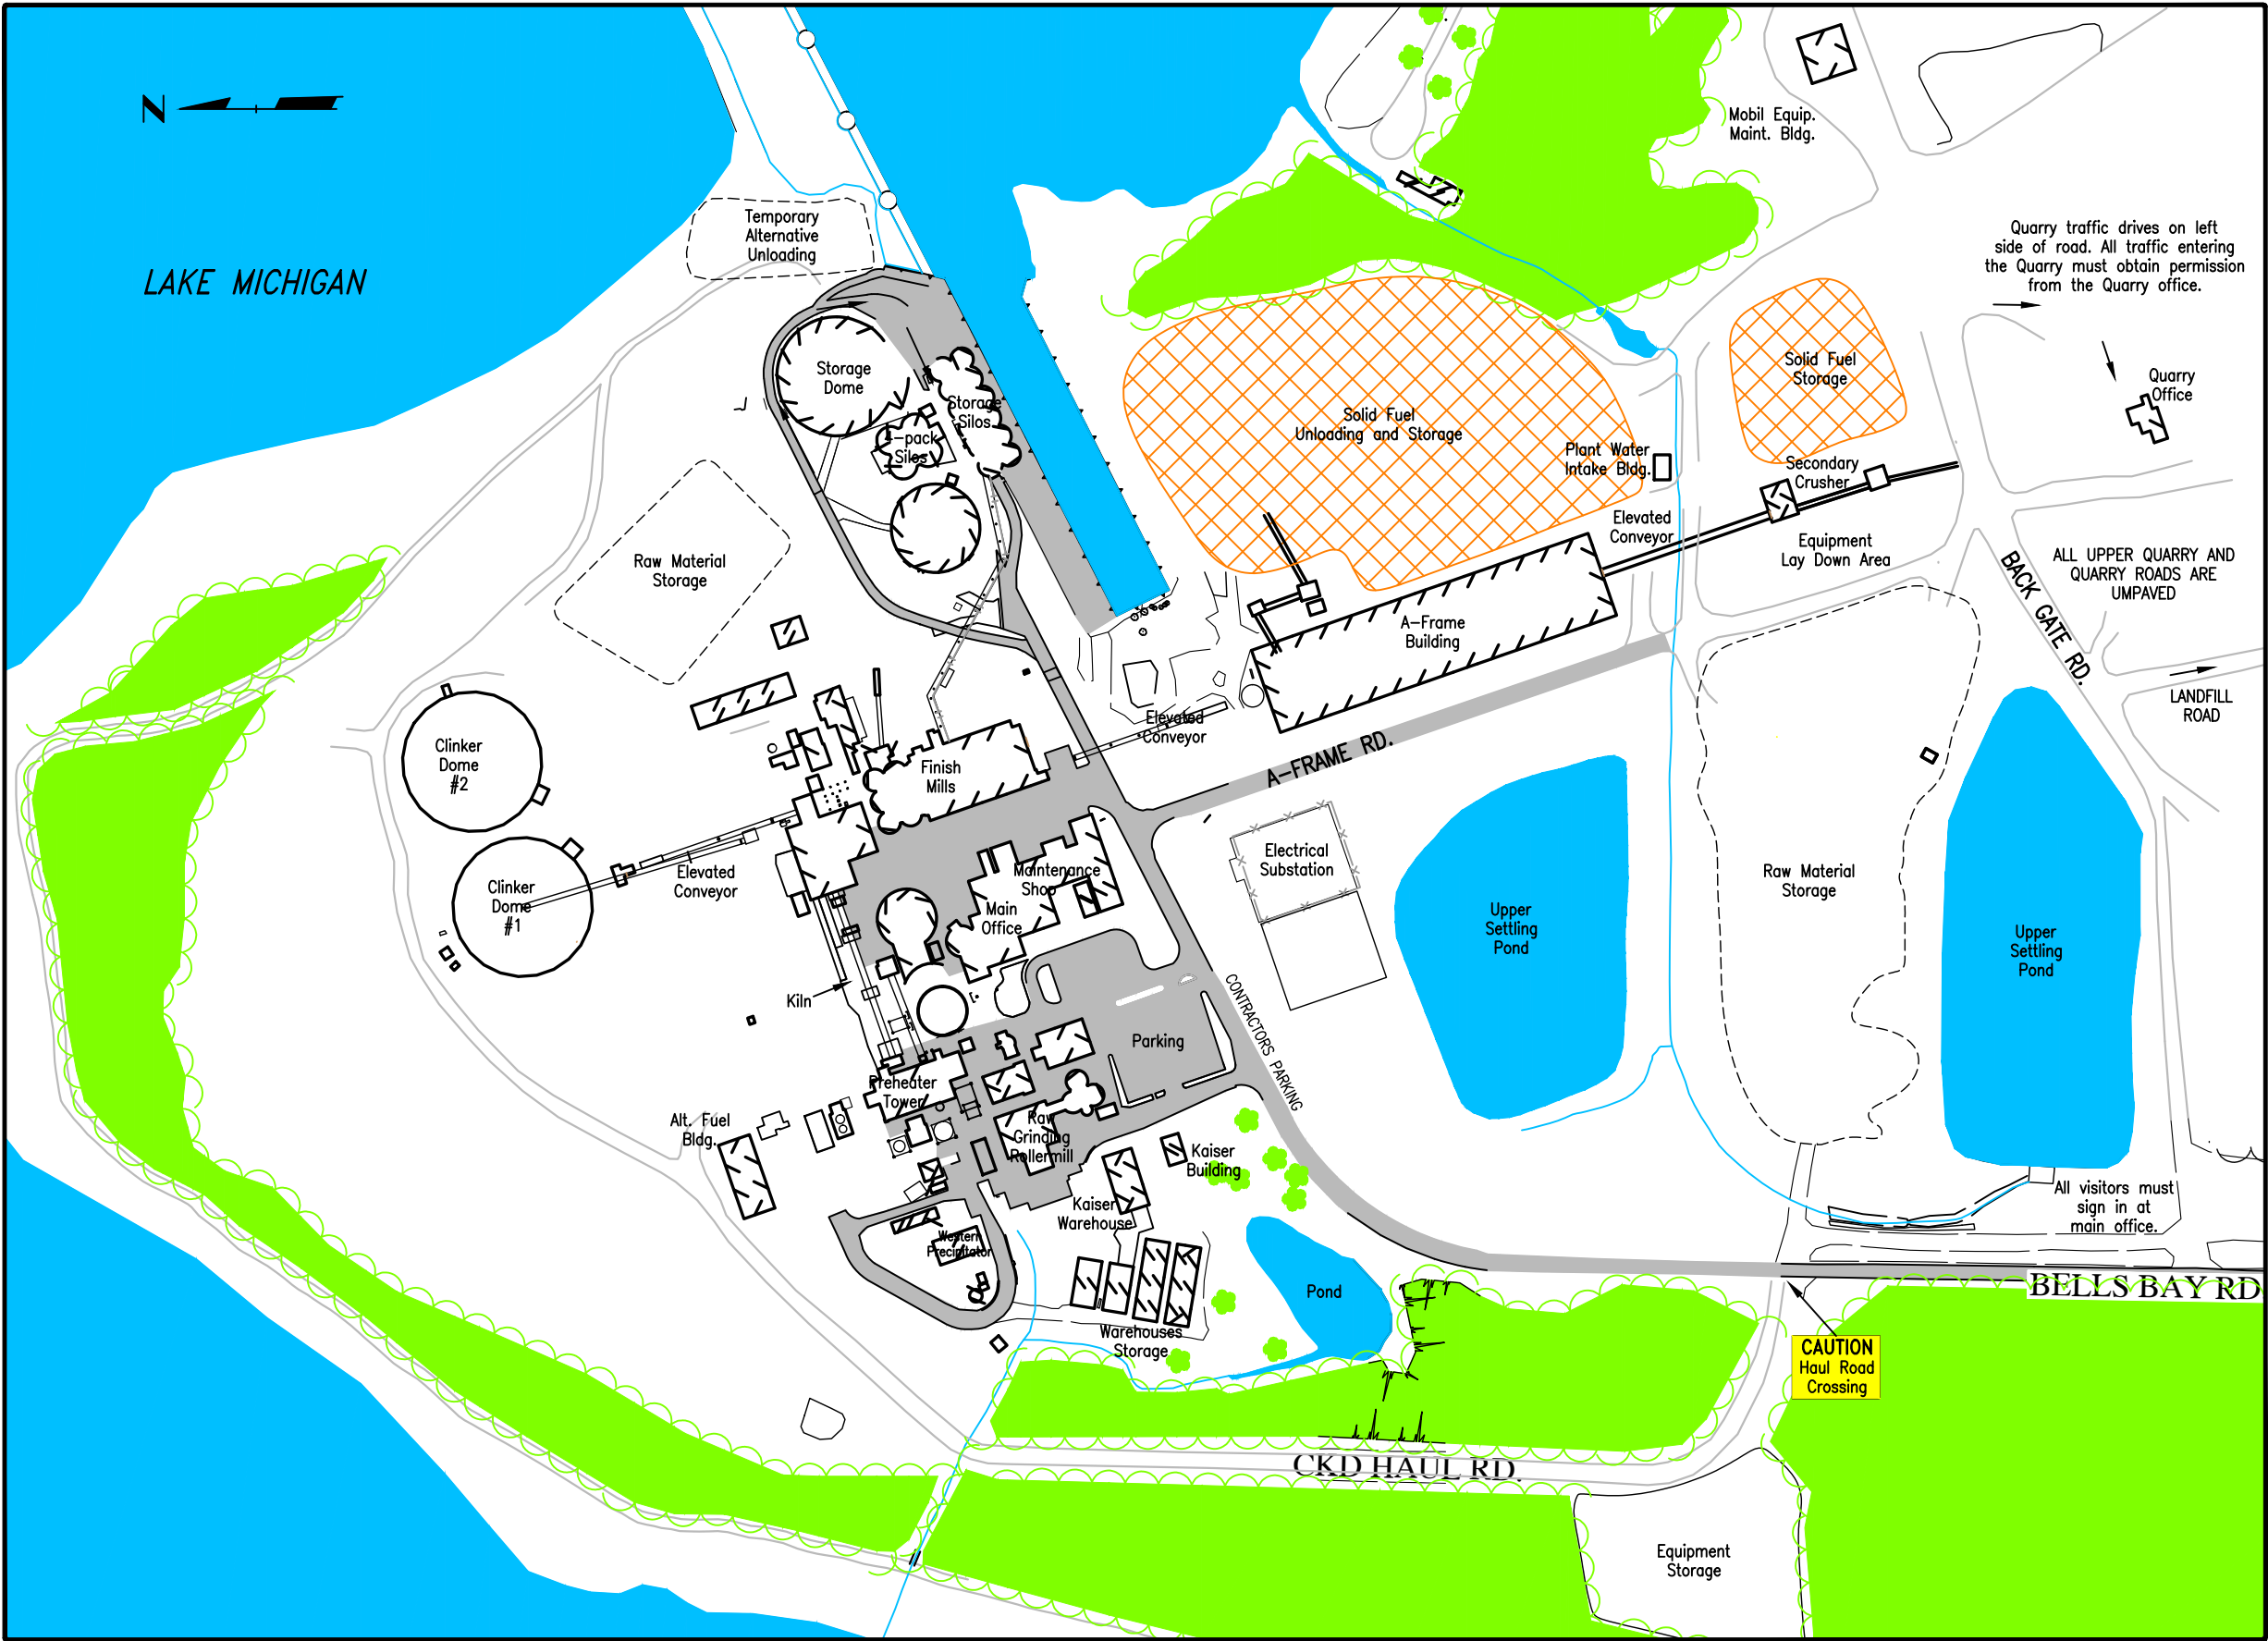 N
LAKE MICHIGAN
Temporary
Alternative
Unloading
Mobil Equip.
Maint. Bldg.
Quarry traffic drives on left
side of road. All traffic entering
the Quarry must obtain permission
from the Quarry office.
Quarry
Office
Storage
Dome
Storage
Silos
4-pack
Silos
Solid Fuel
Unloading and Storage
Solid Fuel
Storage
Plant Water
Intake Bldg.
Secondary
Crusher
Elevated
Conveyor
Equipment
Lay Down Area
BACK GATE RD.
ALL UPPER QUARRY AND
QUARRY ROADS ARE
UMPAVED
LANDFILL
ROAD
Raw Material
Storage
A-Frame
Building
Elevated
Conveyor
A-FRAME RD.
Clinker
Dome
#2
Finish
Mills
Clinker
Dome
#1
Elevated
Conveyor
Maintenance
Shop
Main
Office
Electrical
Substation
Upper
Settling
Pond
Raw Material
Storage
Upper
Settling
Pond
Kiln
Parking
CONTRACTORS PARKING
Preheater
Tower
Alt. Fuel
Bldg.
Raw
Grinding
Rollermill
Kaiser
Building
Kaiser
Warehouse
Western
Precipitator
Warehouses
Storage
Pond
All visitors must
sign in at
main office.
BELLS BAY RD
CAUTION
Haul Road
Crossing
CKD HAUL RD.
Equipment
Storage